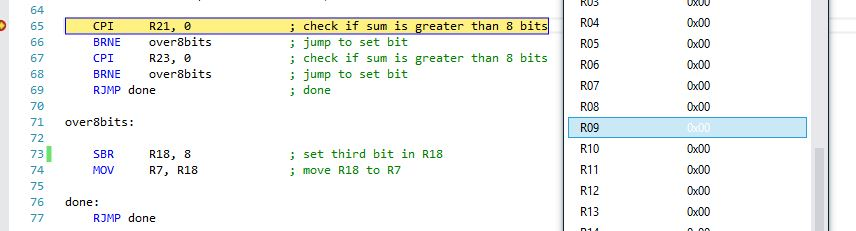 64
65 CPI R21, 0 ; check if sum is greater than 8 bits
66 BRNE over8bits ; jump to set bit
67 CPI R23, 0 ; check if sum is greater than 8 bits
68 BRNE over8bits ; jump to set bit
69 RJMP done ; done
70
71 over8bits:
72
73 SBR R18, 8 ; set third bit in R18
74 MOV R7, R18 ; move R18 to R7
75
76 done:
77 RJMP done
R03 0x00
R04 0x00
R05 0x00
R06 0x00
R07 0x00
R08 0x00
R09 0x00
R10 0x00
R11 0x00
R12 0x00
R13 0x00